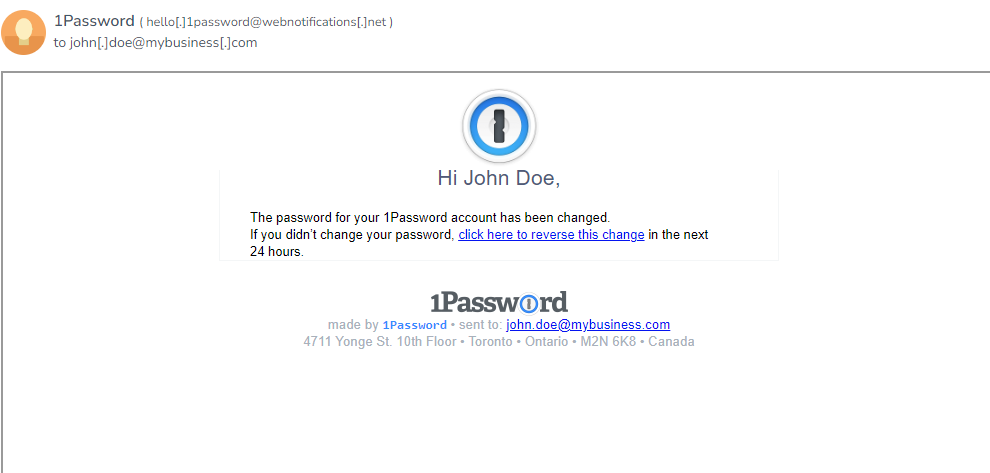 1Password ( hello[.]1password@webnotifications[.]net )
to john[.]doe@mybusiness[.]com
Hi John Doe,
The password for your 1Password account has been changed.
If you didn't change your password, click here to reverse this change in the next
24 hours.
1Password
made by 1Password • sent to: john.doe@mybusiness.com
4711 Yonge St. 10th Floor • Toronto • Ontario • M2N 6K8 • Canada